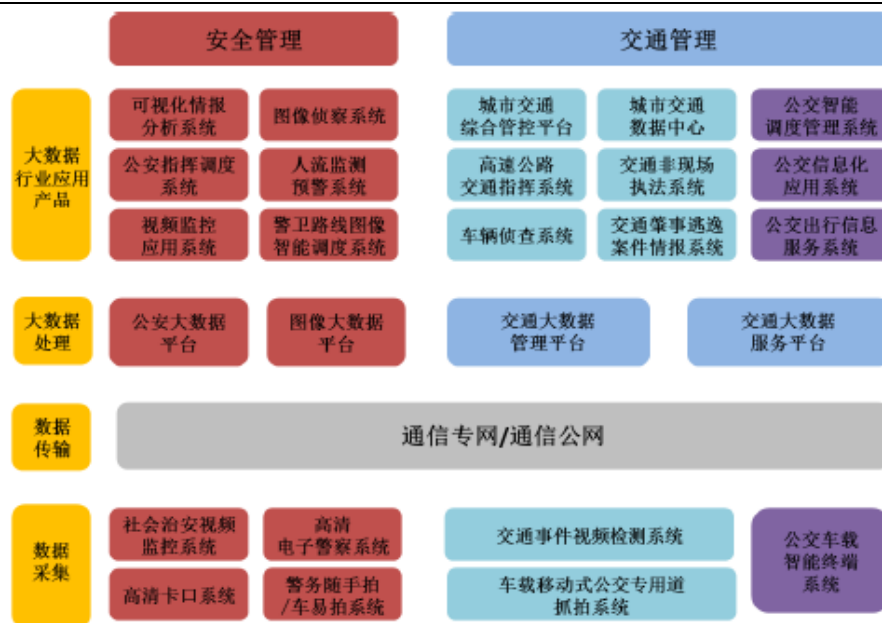 安全管理
交通管理
大数据
行业应用
产品
可视化情报
分析系统
图像侦察系统
城市交通
综合管控平台
城市交通
数据中心
公交智能
调度管理系统
公安指挥调度
系统
人流监测
预警系统
高速公路
交通指挥系统
交通非现场
执法系统
公交信息化
应用系统
视频监控
应用系统
警卫路线图像
智能调度系统
车辆侦查系统
交通肇事逃逸
案件情报系统
公交出行信息
服务系统
大数据
处理
公安大数据
平台
图像大数据
平台
交通大数据
管理平台
交通大数据
服务平台
数据
传输
通信专网/通信公网
数据
采集
社会治安视频
监控系统
高清
电子警察系统
交通事件视频检测系统
公交车载
智能终端
系统
高清卡口系统
警务随手拍
/车易拍系统
车载移动式公交专用道
抓拍系统